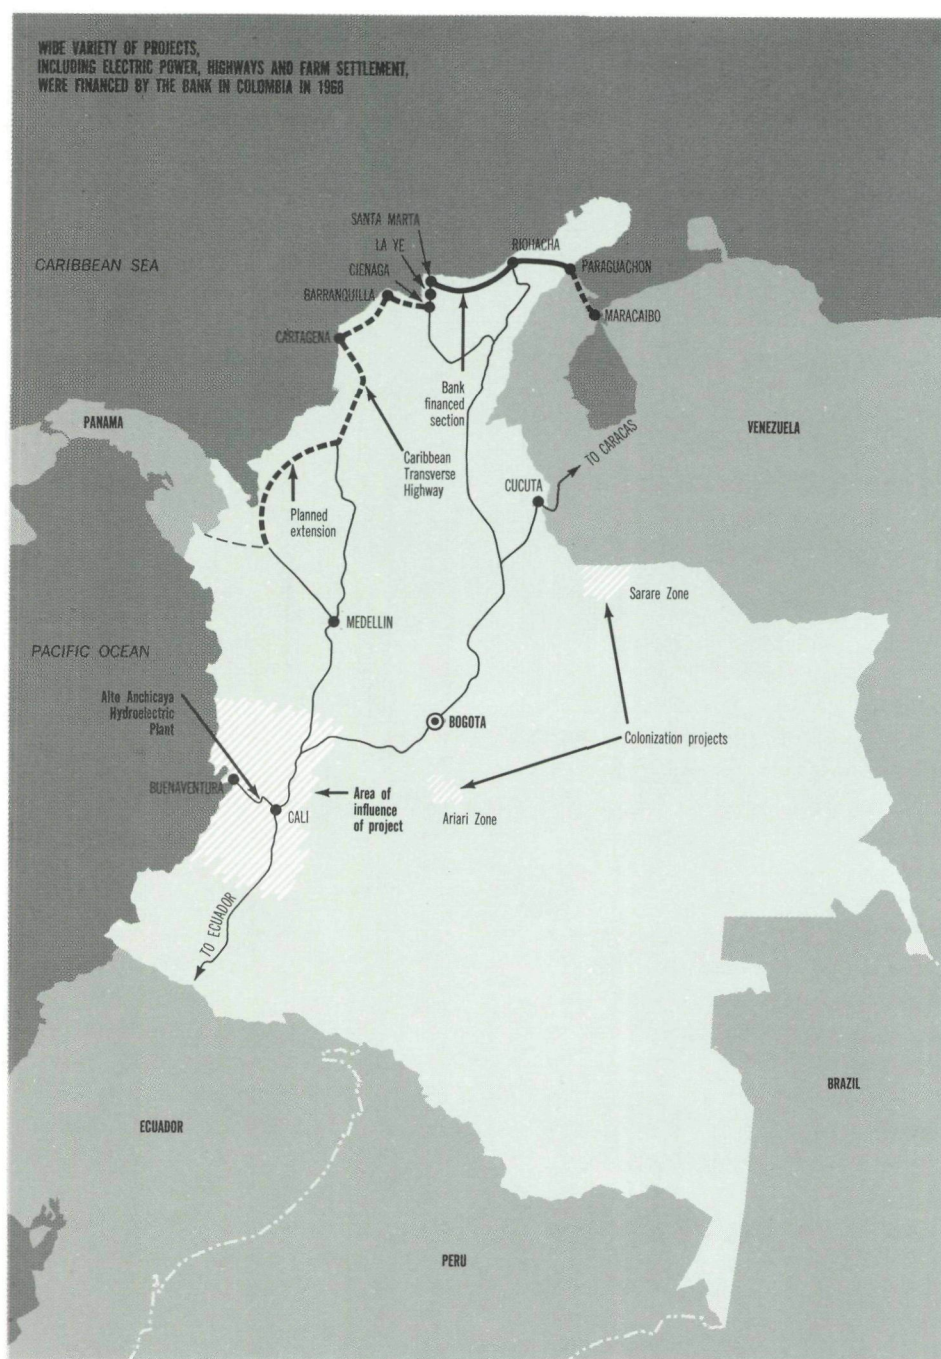 WIDE VARIETY OF PROJECTS,
INCLUDING ELECTRIC POWER, HIGHWAYS AND FARM SETTLEMENT,
WERE FINANCED BY THE BANK IN COLOMBIA IN 1968
SANTA MARTA
LA YE
CIENAGA
BARRANQUILLA
CARTAGENA
RIOHACHA
PARAGUACHON
MARACAIBO
CARIBBEAN SEA
Bank
financed
section
PANAMA
VENEZUELA
TO CARACAS
Caribbean
Transverse
Highway
CUCUTA
Planned
extension
Sarare Zone
MEDELLIN
PACIFIC OCEAN
Alto Anchicaya
Hydroelectric
Plant
BOGOTA
Colonization projects
BUENAVENTURA
CALI
Area of
influence
of project
Ariari Zone
TO ECUADOR
BRAZIL
ECUADOR
PERU